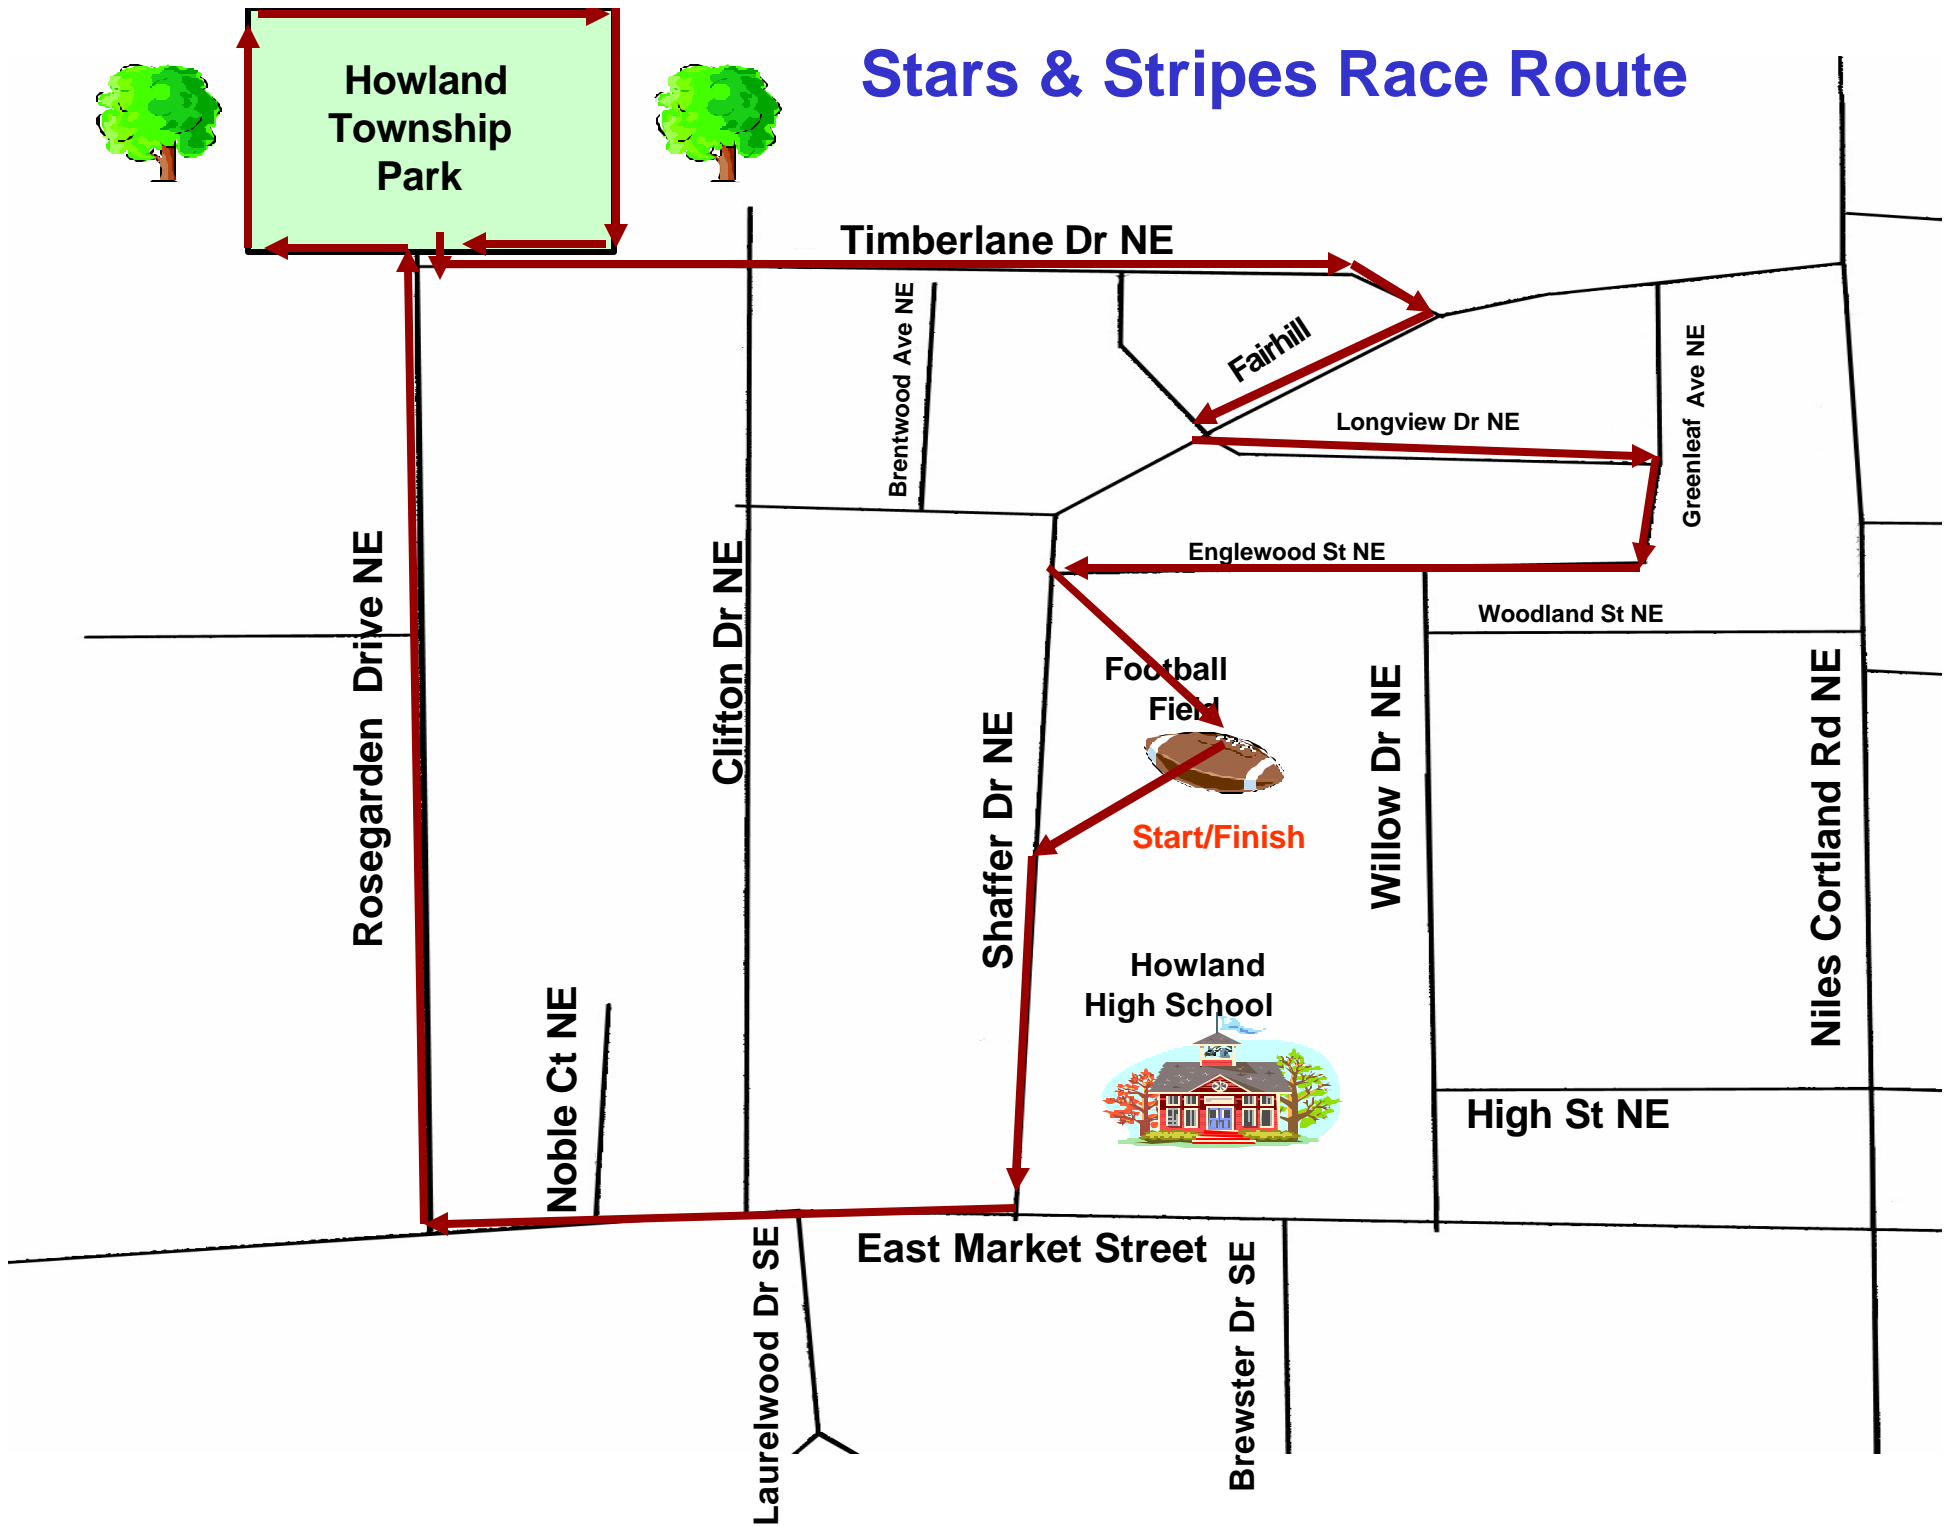 Stars & Stripes Race Route
Howland
Township
Park
Timberlane Dr NE
Brentwood Ave NE
Fairhill
Longview Dr NE
Greenleaf Ave NE
Englewood St NE
Woodland St NE
Rosegarden Drive NE
Clifton Dr NE
Football
Field
Start/Finish
Shaffer Dr NE
Willow Dr NE
Niles Cortland Rd NE
Howland
High School
Noble Ct NE
High St NE
East Market Street
Laurelwood Dr SE
Brewster Dr SE